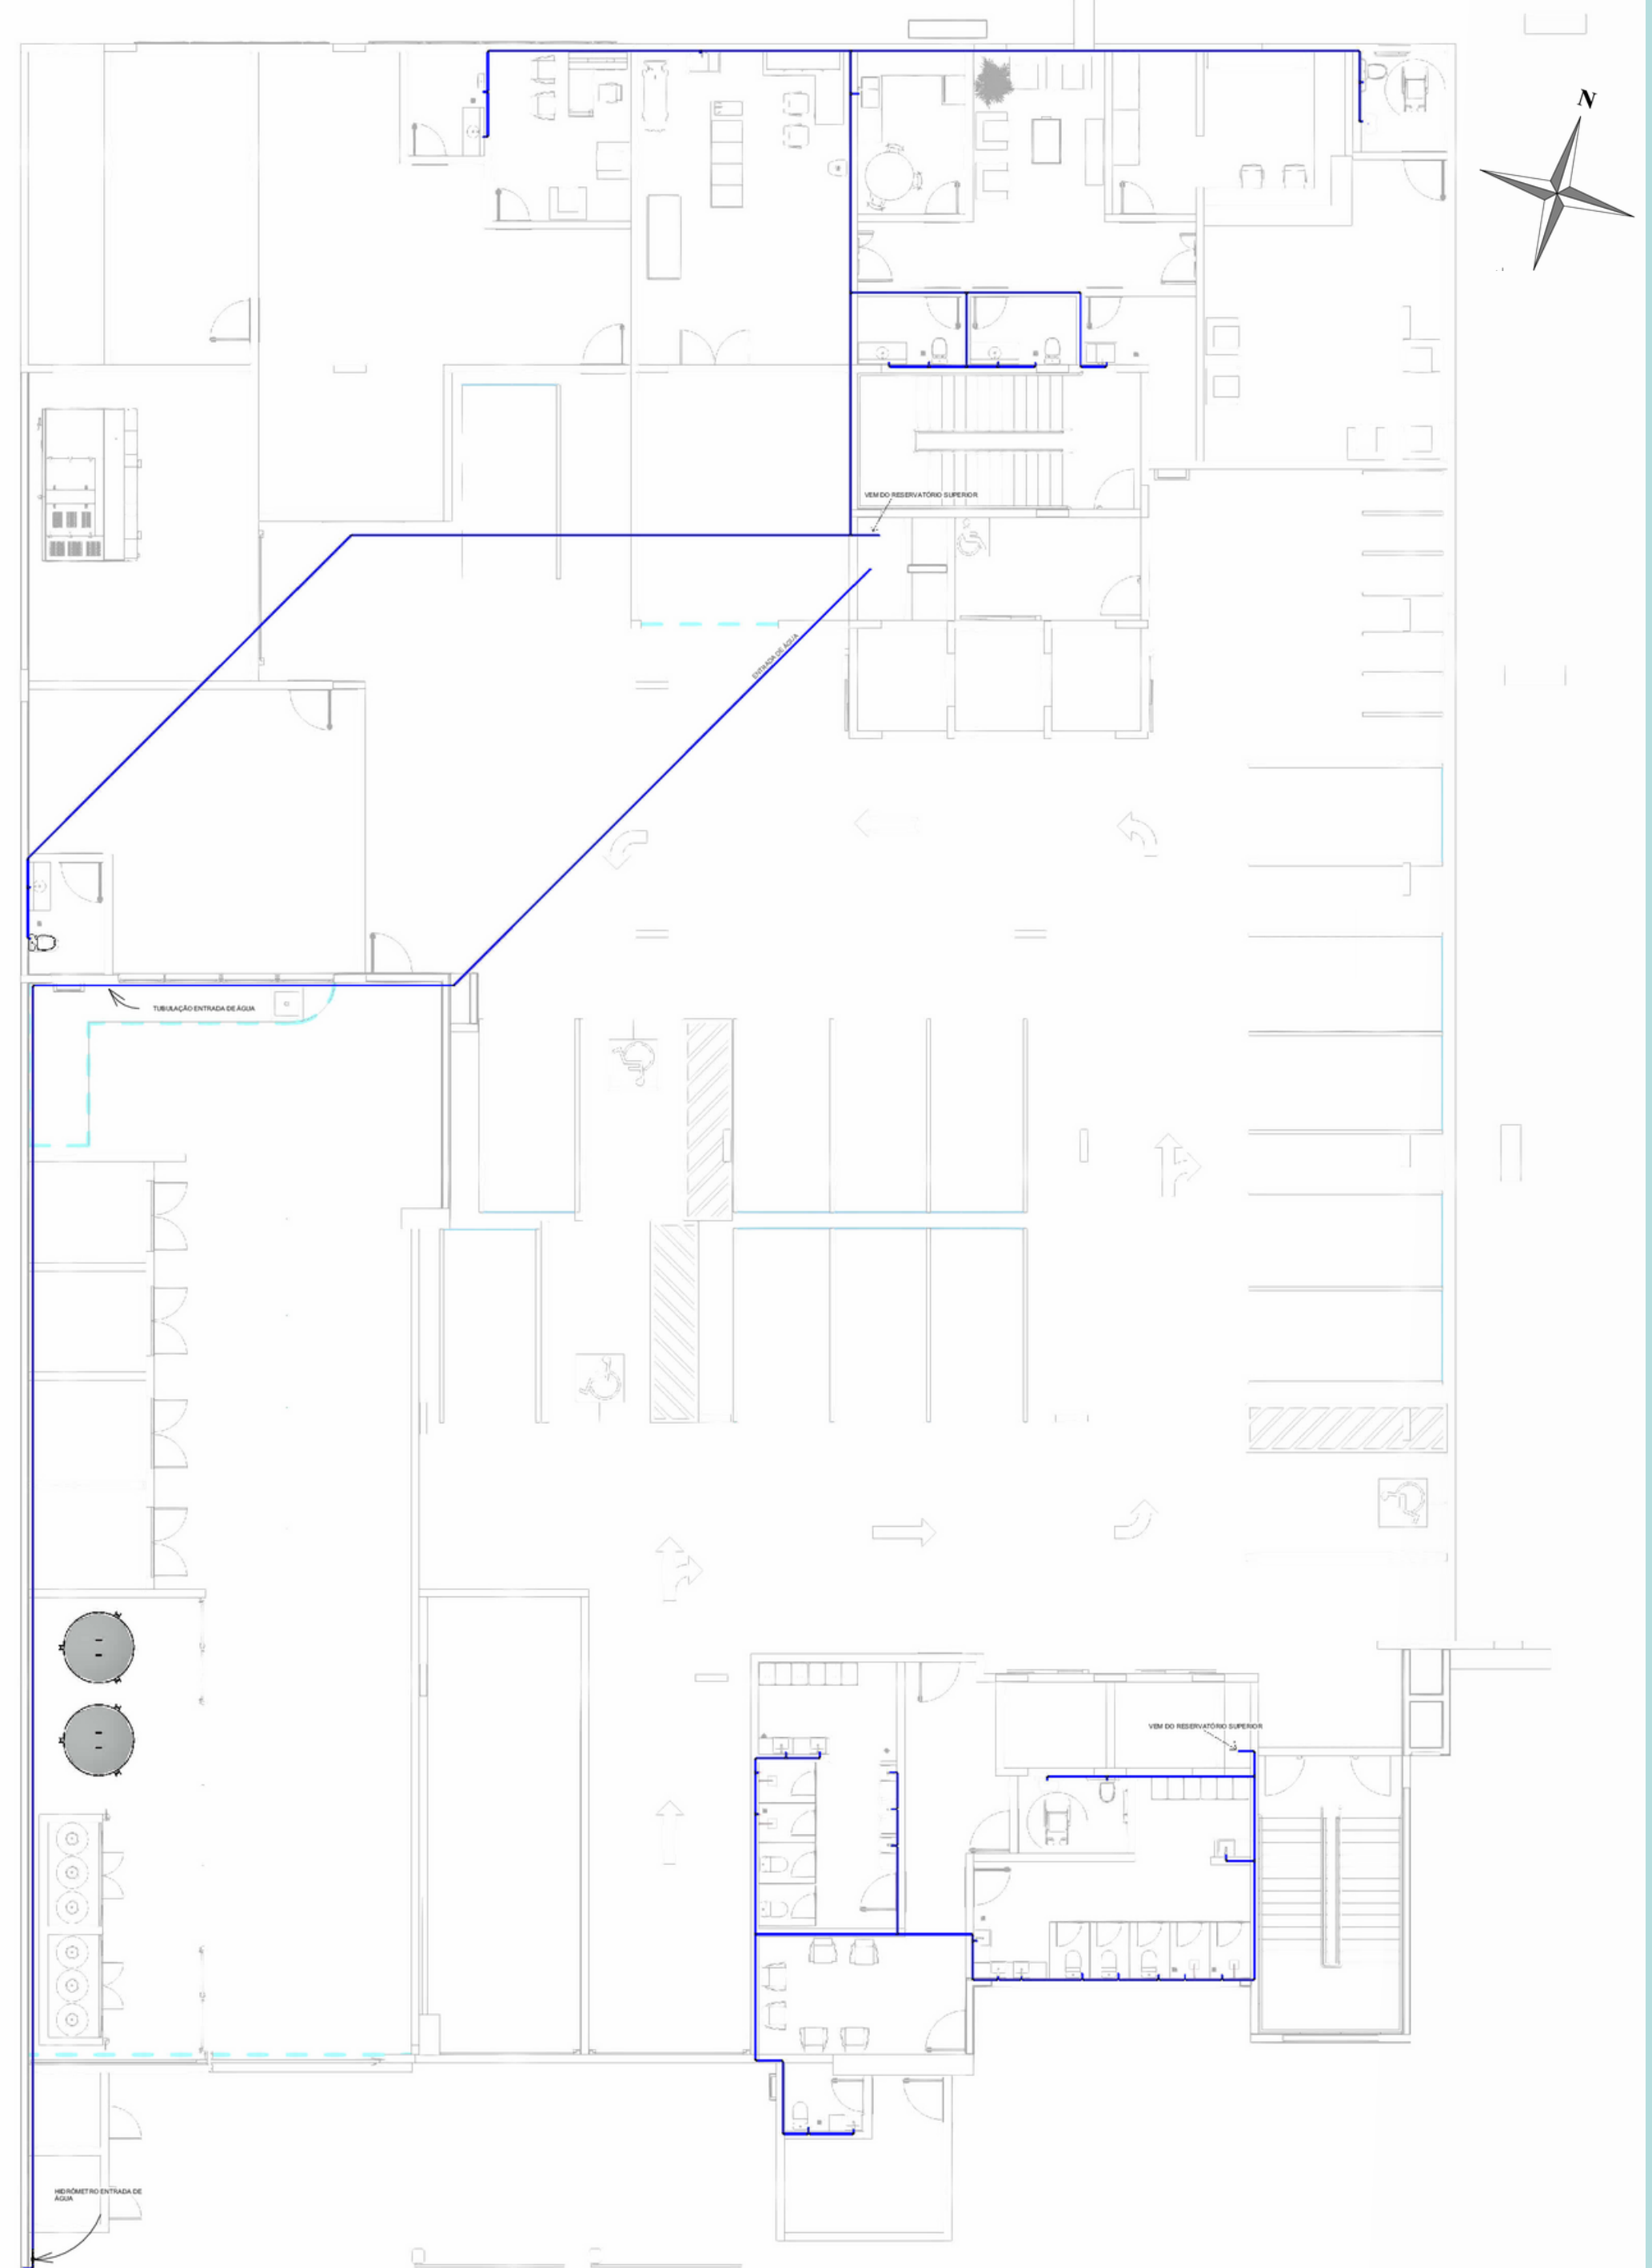 N
VEM DO RESERVATÓRIO SUPERIOR
ENTRADA DE ÁGUA
TUBULAÇÃO ENTRADA DE ÁGUA
VEM DO RESERVATÓRIO SUPERIOR
HIDRÔMETRO ENTRADA DE
ÁGUA